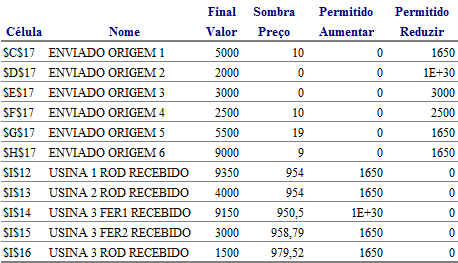 Final Sombra Permitido Permitido
Célula Nome Valor Preço Aumentar Reduzir
$C$17 ENVIADO ORIGEM 1 5000 10 0 1650
$D$17 ENVIADO ORIGEM 2 2000 0 0 1E+30
$E$17 ENVIADO ORIGEM 3 3000 0 0 3000
$F$17 ENVIADO ORIGEM 4 2500 10 0 2500
$G$17 ENVIADO ORIGEM 5 5500 19 0 1650
$H$17 ENVIADO ORIGEM 6 9000 9 0 1650
$I$12 USINA 1 ROD RECEBIDO 9350 954 1650 0
$I$13 USINA 2 ROD RECEBIDO 4000 954 1650 0
$I$14 USINA 3 FER1 RECEBIDO 9150 950,5 1E+30 0
$I$15 USINA 3 FER2 RECEBIDO 3000 958,79 1650 0
$I$16 USINA 3 ROD RECEBIDO 1500 979,52 1650 0